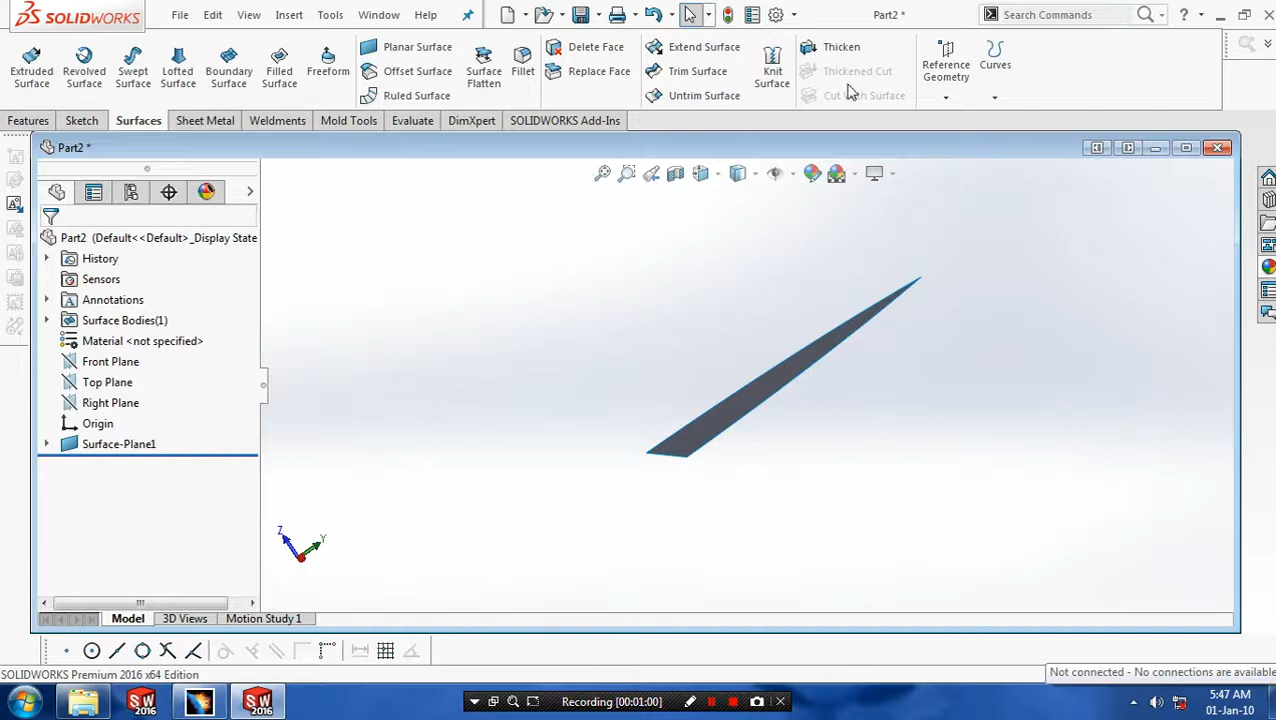 SOLIDWORKS
File Edit View Insert Tools Window Help
Part2 *
Search Commands
?
Extruded Surface
Revolved Surface
Swept Surface
Lofted Surface
Boundary Surface
Filled Surface
Freeform
Planar Surface
Offset Surface
Ruled Surface
Surface Flatten
Fillet
Delete Face
Replace Face
Extend Surface
Trim Surface
Untrim Surface
Knit Surface
Thicken
Thickened Cut
Cut With Surface
Reference Geometry
Curves
Features Sketch Surfaces Sheet Metal Weldments Mold Tools Evaluate DimXpert SOLIDWORKS Add-Ins
Part2 *
Part2 (Default<<Default>_Display State
History
Sensors
Annotations
Surface Bodies(1)
Material <not specified>
Front Plane
Top Plane
Right Plane
Origin
Surface-Plane1
Z
Y
Model 3D Views Motion Study 1
SOLIDWORKS Premium 2016 x64 Edition
Not connected - No connections are available
SW 2016
SW 2016
Recording [00:01:00]
5:47 AM
01-Jan-10